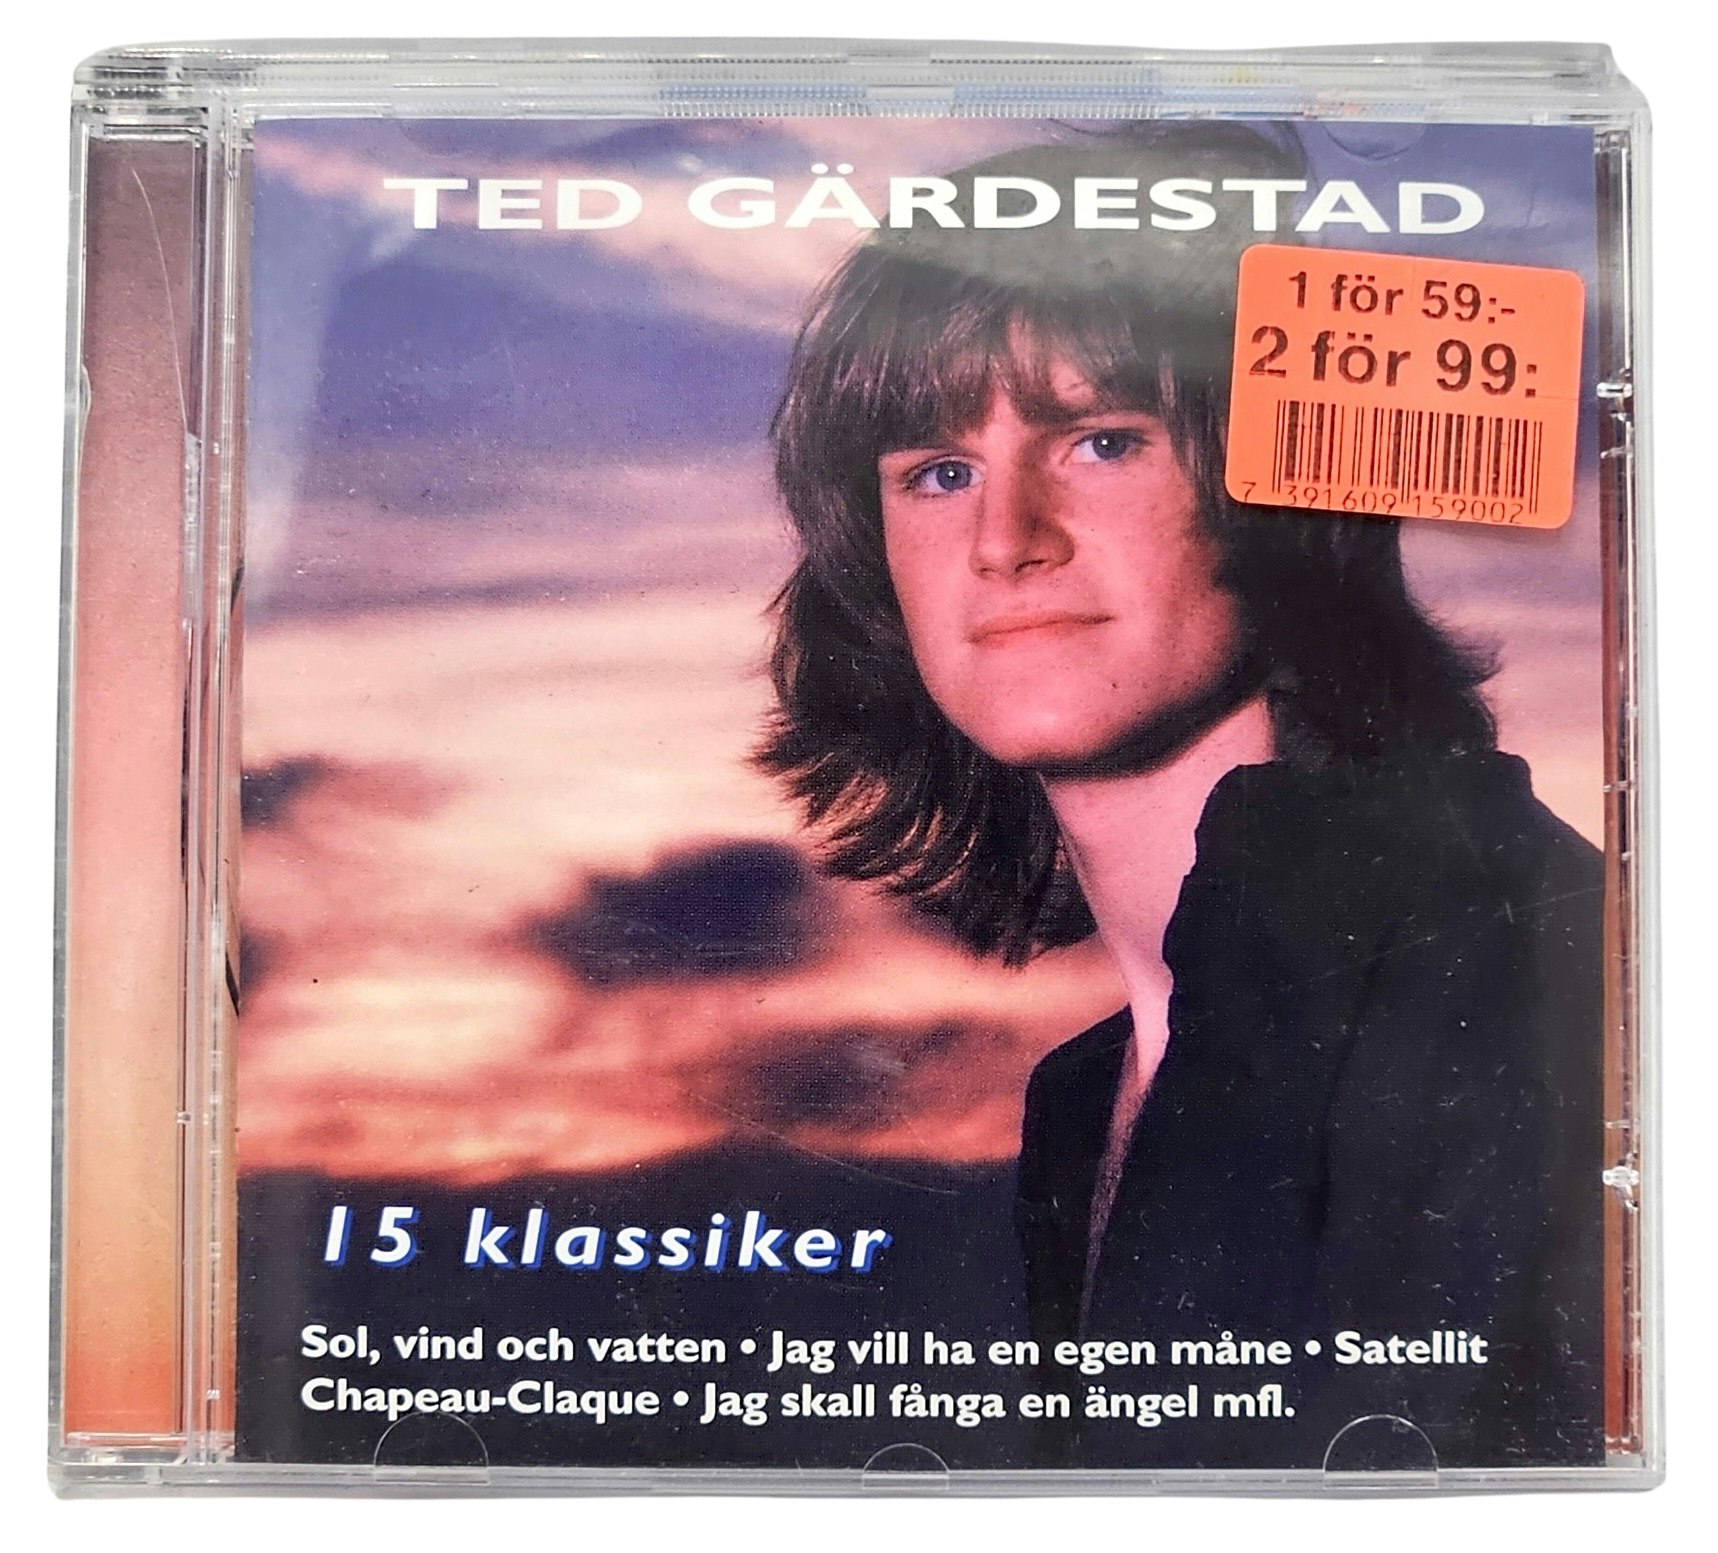 TED GÄRDESTAD
1 för 59:-
2 för 99:
7 391609 159002
15 klassiker
Sol, vind och vatten • Jag vill ha en egen måne • Satellit
Chapeau-Claque • Jag skall fånga en ängel mfl.